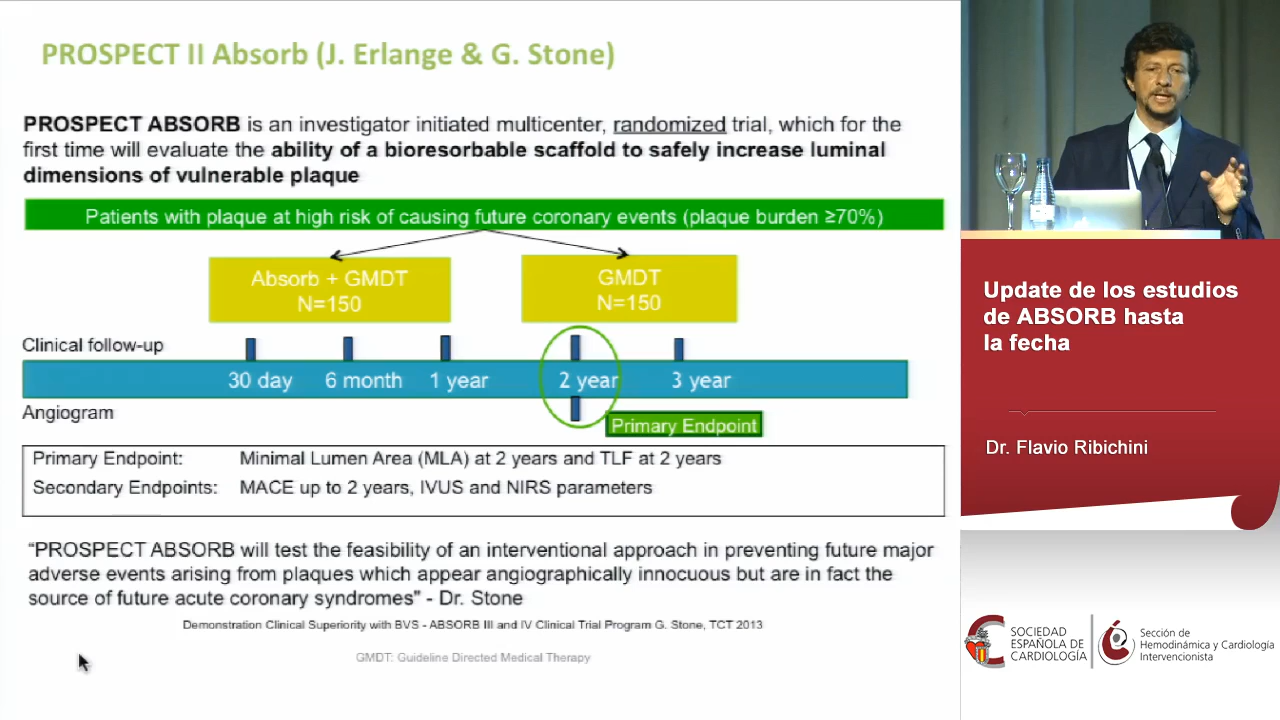 PROSPECT II Absorb (J. Erlange & G. Stone)
PROSPECT ABSORB is an investigator initiated multicenter, randomized trial, which for the
first time will evaluate the ability of a bioresorbable scaffold to safely increase luminal
dimensions of vulnerable plaque
Patients with plaque at high risk of causing future coronary events (plaque burden ≥70%)
Absorb + GMDT
N=150
GMDT
N=150
Clinical follow-up
30 day 6 month 1 year 2 year 3 year
Angiogram
Primary Endpoint
Primary Endpoint: Minimal Lumen Area (MLA) at 2 years and TLF at 2 years
Secondary Endpoints: MACE up to 2 years, IVUS and NIRS parameters
“PROSPECT ABSORB will test the feasibility of an interventional approach in preventing future major
adverse events arising from plaques which appear angiographically innocuous but are in fact the
source of future acute coronary syndromes” - Dr. Stone
Demonstration Clinical Superiority with BVS - ABSORB III and IV Clinical Trial Program G. Stone, TCT 2013
GMDT: Guideline Directed Medical Therapy
Update de los estudios
de ABSORB hasta
la fecha
Dr. Flavio Ribichini
SOCIEDAD
ESPAÑOLA DE
CARDIOLOGÍA
Sección de
Hemodinámica y Cardiología
Intervencionista